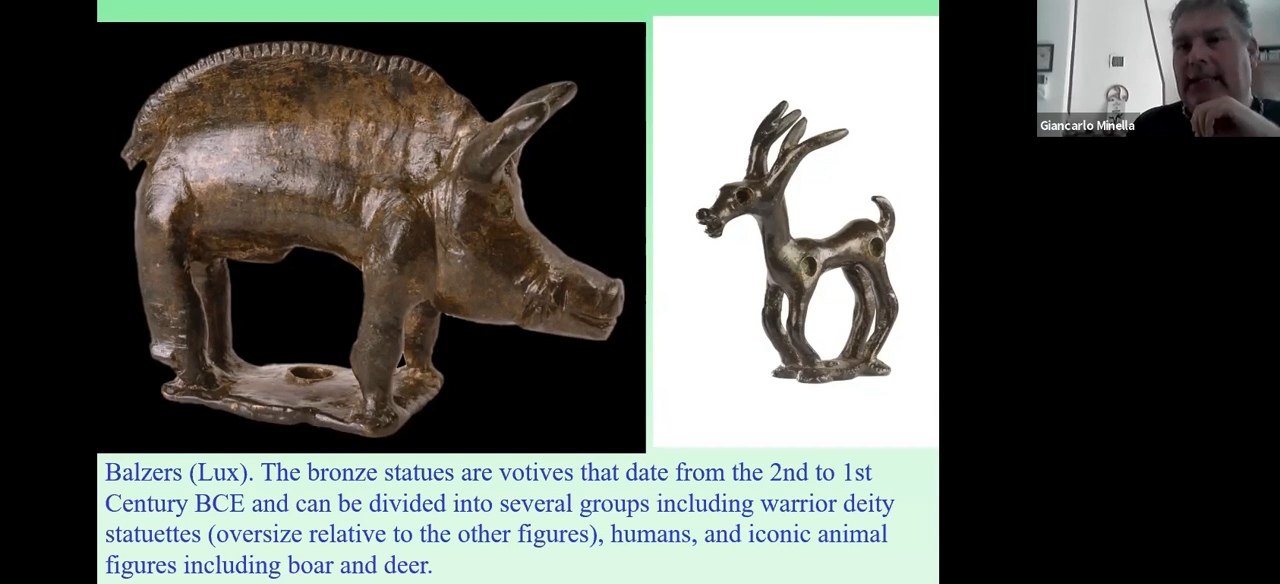 Giancarlo Minella
Balzers (Lux). The bronze statues are votives that date from the 2nd to 1st
Century BCE and can be divided into several groups including warrior deity
statuettes (oversize relative to the other figures), humans, and iconic animal
figures including boar and deer.